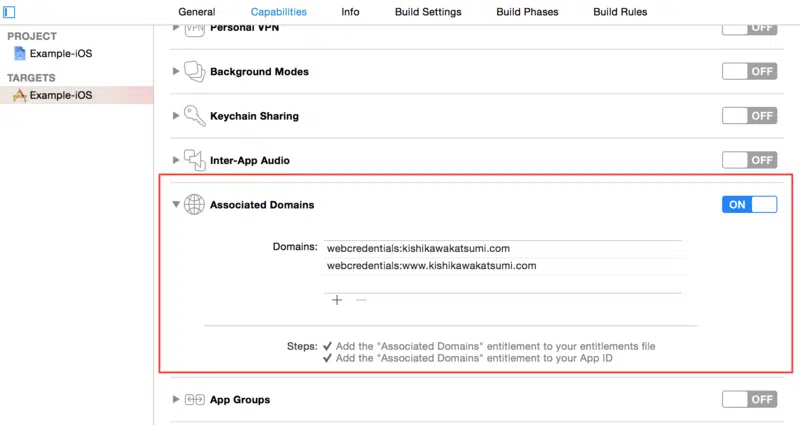 General Capabilities Info Build Settings Build Phases Build Rules
PROJECT
Example-iOS
TARGETS
Example-iOS
VPN Personal VPN OFF
Background Modes OFF
Keychain Sharing OFF
Inter-App Audio OFF
Associated Domains ON
Domains: webcredentials:kishikawakatsumi.com
webcredentials:www.kishikawakatsumi.com
+ −
Steps: ✓ Add the "Associated Domains" entitlement to your entitlements file
✓ Add the "Associated Domains" entitlement to your App ID
App Groups OFF